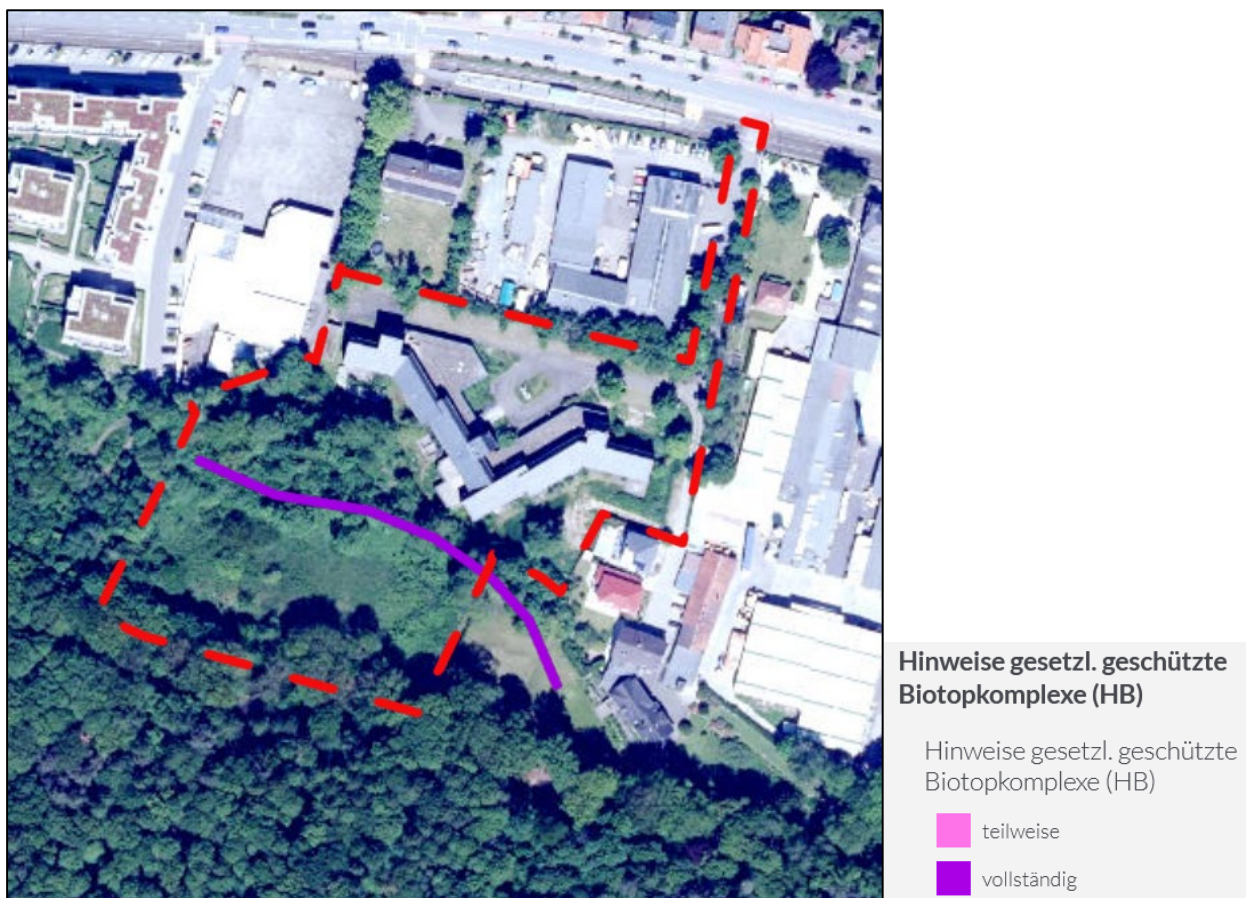 Hinweise gesetzl. geschützte
Biotopkomplexe (HB)
Hinweise gesetzl. geschützte
Biotopkomplexe (HB)
teilweise
vollständig